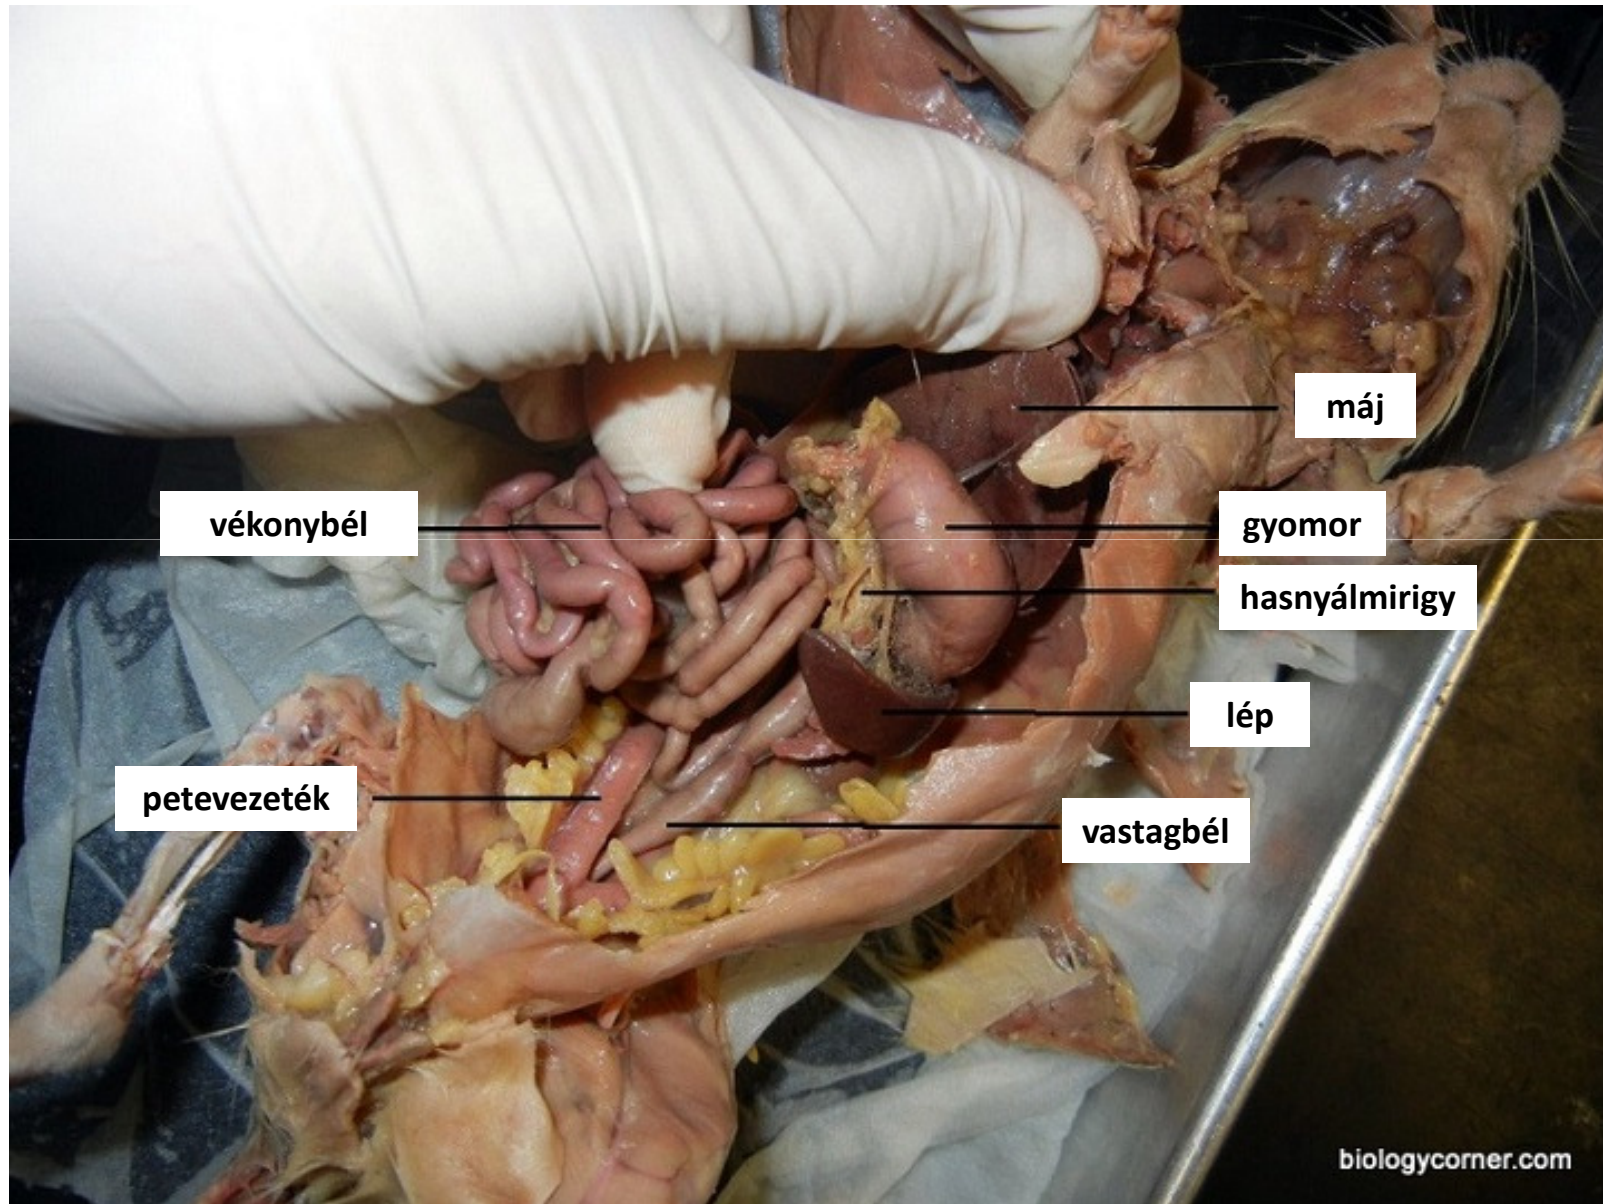 máj
vékonybél
gyomor
hasnyálmirigy
lép
petevezeték
vastagbél
biologycorner.com